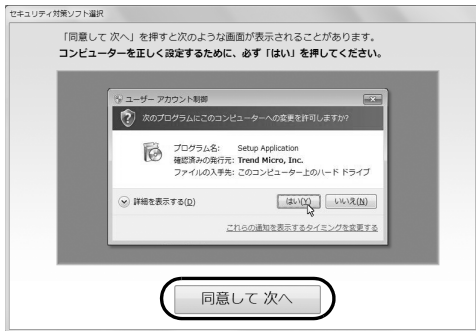 セキュリティ対策ソフト選択
「同意して 次へ」を押すと次のような画面が表示されることがあります。
コンピューターを正しく設定するために、必ず「はい」を押してください。
ユーザー アカウント制御
次のプログラムにこのコンピューターへの変更を許可しますか?
プログラム名: Setup Application
確認済みの発行元: Trend Micro, Inc.
ファイルの入手先: このコンピューター上のハード ドライブ
詳細を表示する(D) はい(Y) いいえ(N)
これらの通知を表示するタイミングを変更する
同意して 次へ